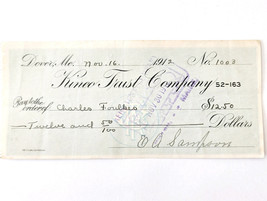 Dover, Me. Nov. 16, 1912 No. 1003
Kineo Trust Company 52-163
Pay to the order of Charles Foulkes $12.50
Twelve and 50/100 Dollars
E A Sampson